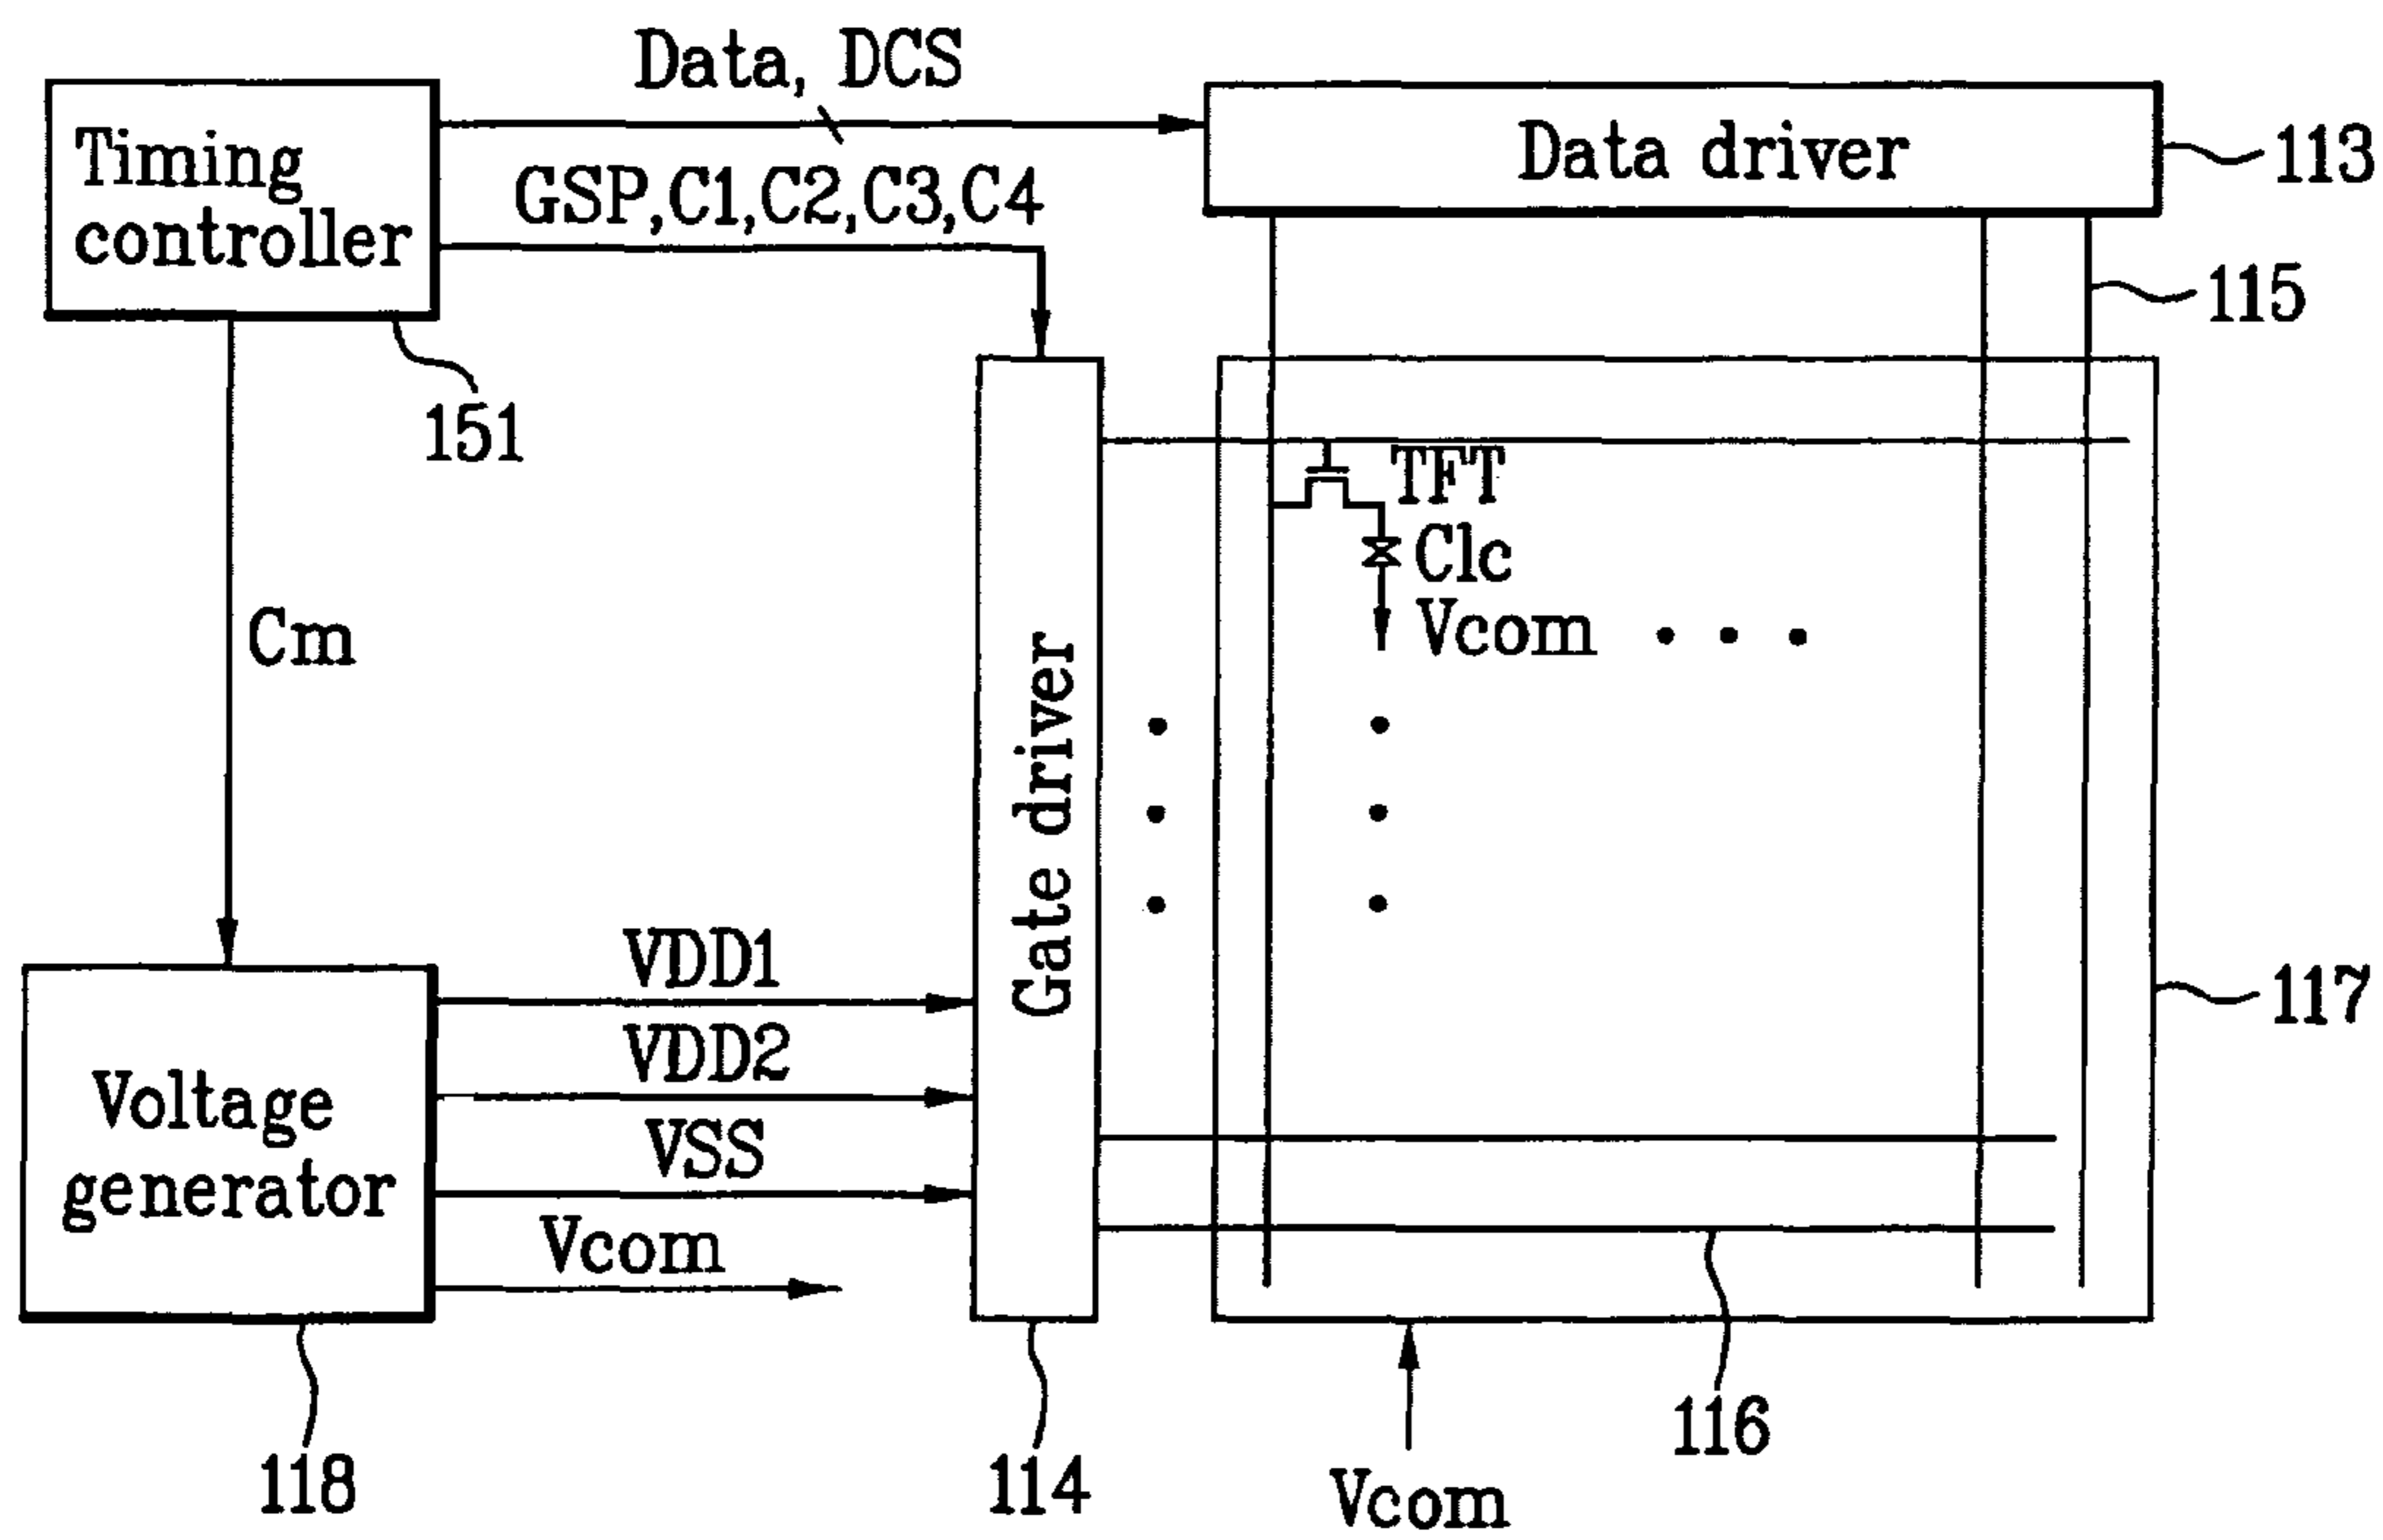 Data, DCS
Timing
controller
Data driver
113
GSP,C1,C2,C3,C4
115
151
TFT
Clc
Vcom
Cm
Gate driver
VDD1
117
VDD2
Voltage
generator
VSS
Vcom
116
118
114
Vcom